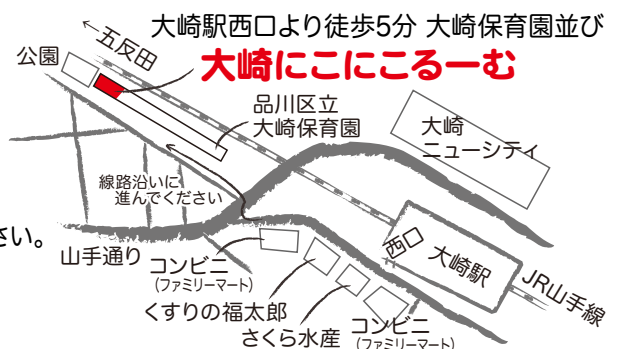 大崎駅西口より徒歩5分 大崎保育園並び
大崎にこにこるーむ
←五反田
公園
品川区立
大崎保育園
大崎
ニューシティ
線路沿いに
進んでください
さい。
山手通り
コンビニ
(ファミリーマート)
くすりの福太郎
さくら水産
コンビニ
(ファミリーマート)
西口
大崎駅
JR山手線